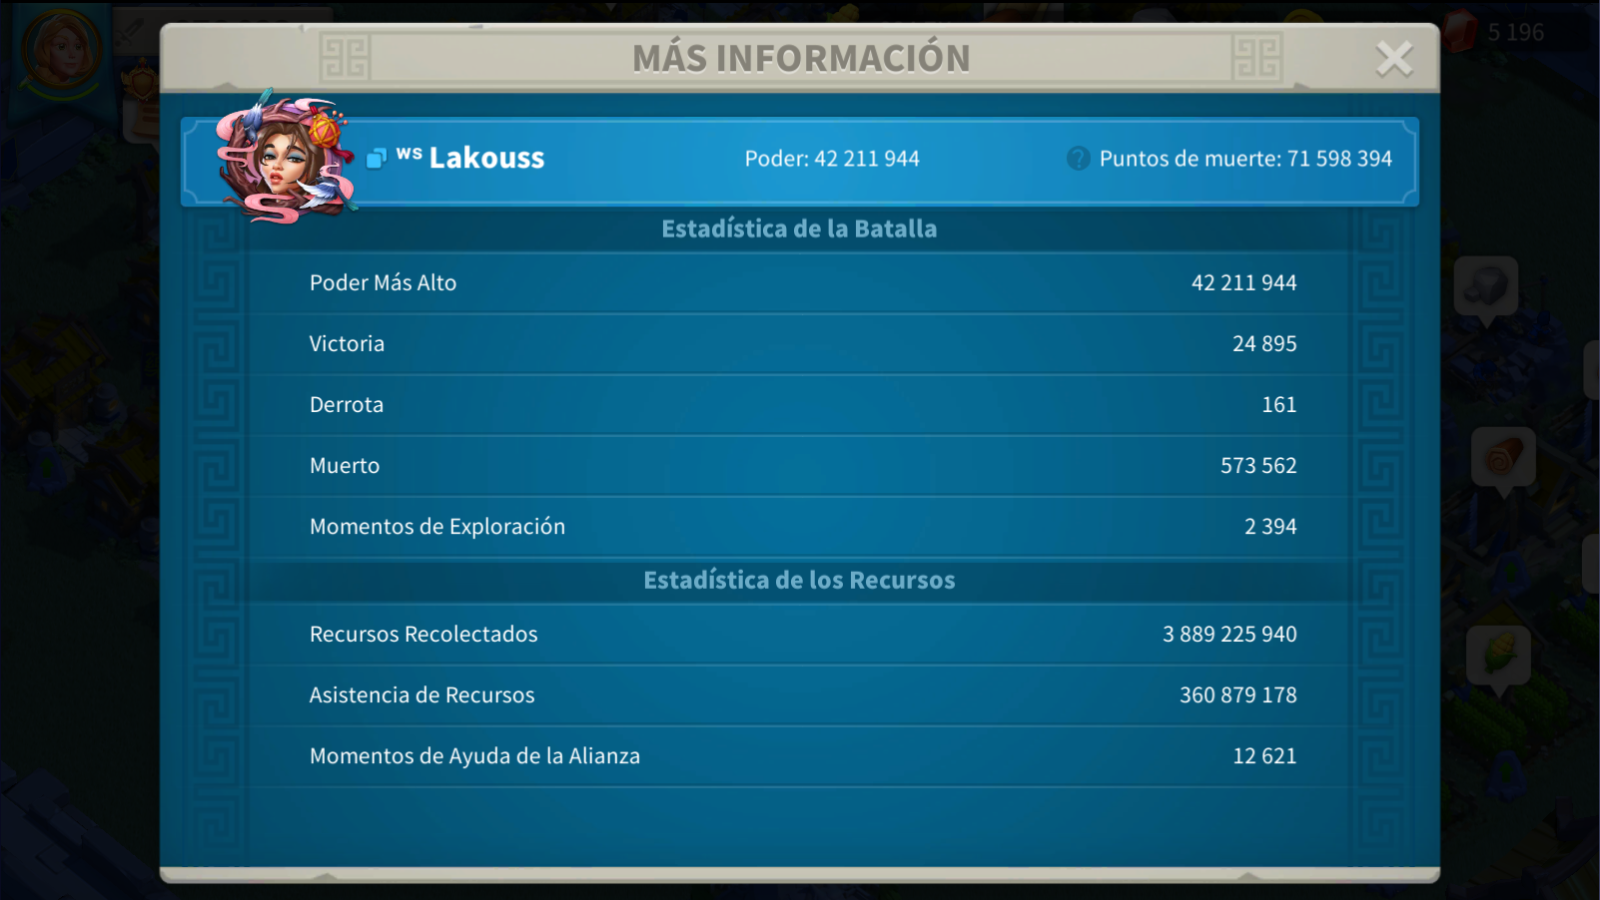 5 196
MÁS INFORMACIÓN
ᵂˢ Lakouss
Poder: 42 211 944
? Puntos de muerte: 71 598 394
Estadística de la Batalla
Poder Más Alto 42 211 944
Victoria 24 895
Derrota 161
Muerto 573 562
Momentos de Exploración 2 394
Estadística de los Recursos
Recursos Recolectados 3 889 225 940
Asistencia de Recursos 360 879 178
Momentos de Ayuda de la Alianza 12 621